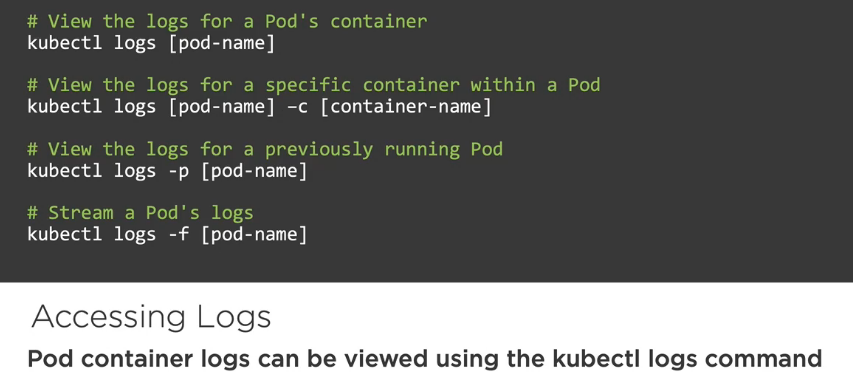 # View the logs for a Pod's container
kubectl logs [pod-name]
# View the logs for a specific container within a Pod
kubectl logs [pod-name] –c [container-name]
# View the logs for a previously running Pod
kubectl logs -p [pod-name]
# Stream a Pod's logs
kubectl logs -f [pod-name]
Accessing Logs
Pod container logs can be viewed using the kubectl logs command